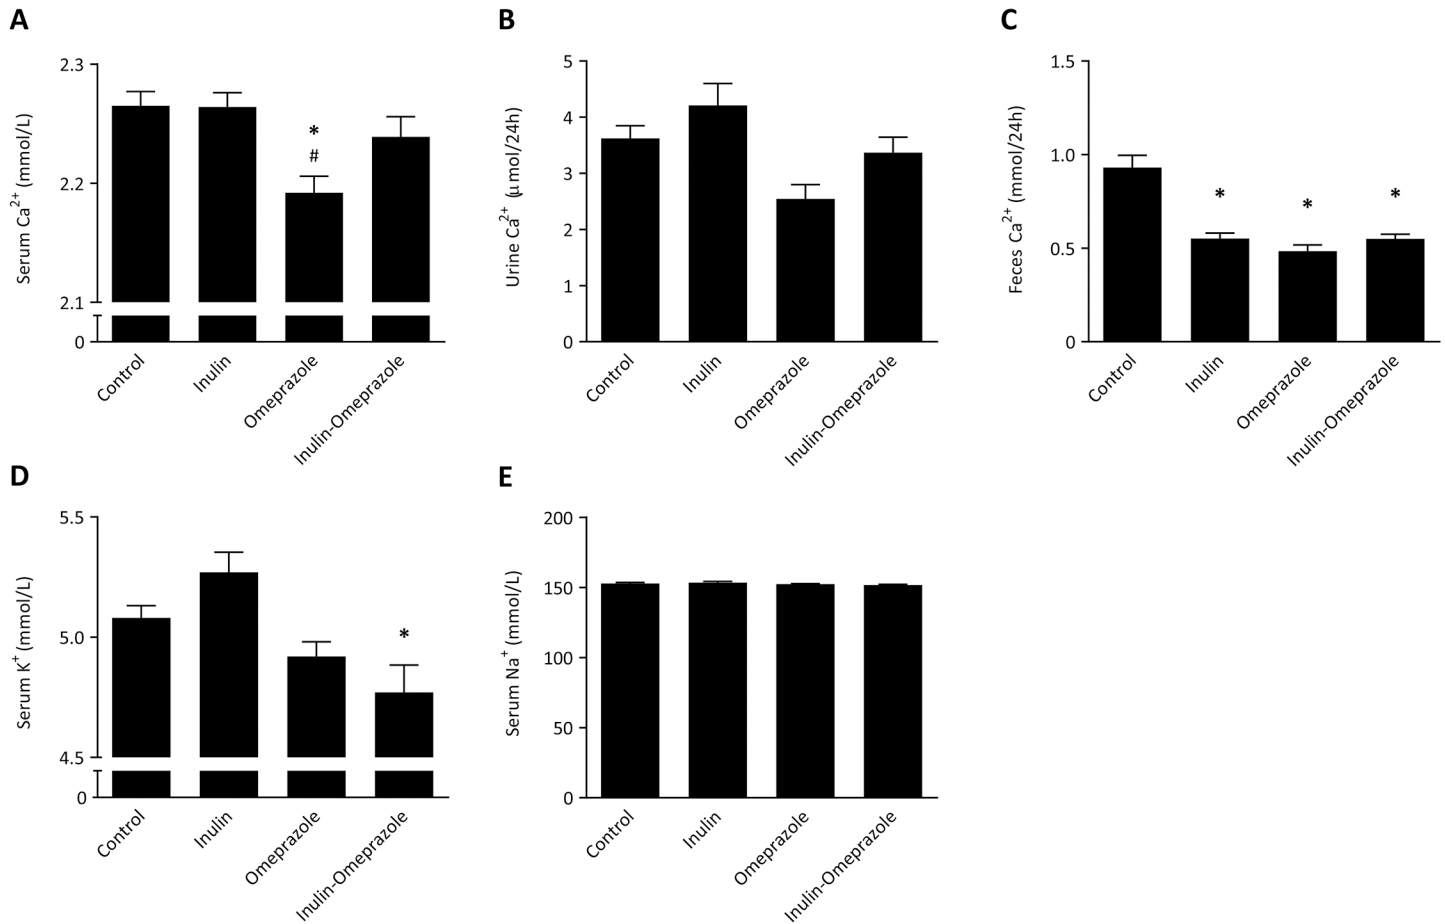 A
Serum Ca2+ (mmol/L)
2.3
2.2
2.1
0
*
#
Control
Inulin
Omeprazole
Inulin-Omeprazole
B
Urine Ca2+ (μmol/24h)
5
4
3
2
1
0
Control
Inulin
Omeprazole
Inulin-Omeprazole
C
Feces Ca2+ (mmol/24h)
1.5
1.0
0.5
0
*
*
*
Control
Inulin
Omeprazole
Inulin-Omeprazole
D
Serum K+ (mmol/L)
5.5
5.0
4.5
0
*
Control
Inulin
Omeprazole
Inulin-Omeprazole
E
Serum Na+ (mmol/L)
200
150
100
50
0
Control
Inulin
Omeprazole
Inulin-Omeprazole